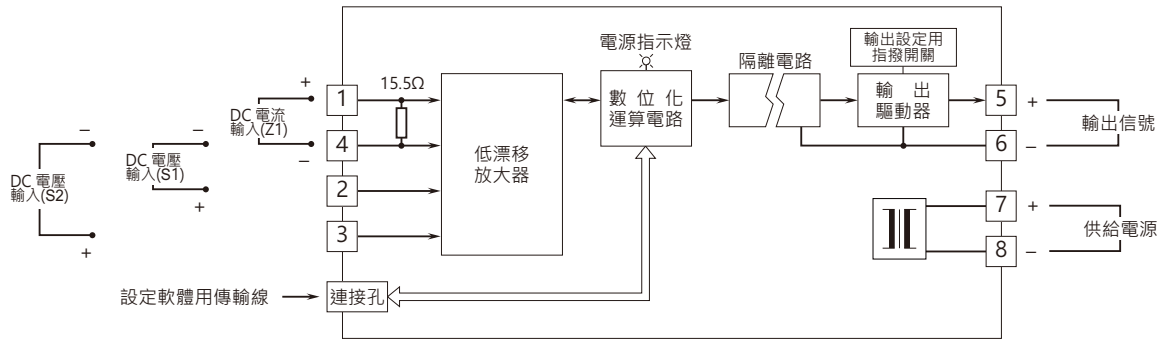 電源指示燈
輸出設定用
指撥開關
隔離電路
15.5Ω
+
1
DC 電流
輸入(Z1)
−
4
2
3
−
DC 電壓
輸入(S1)
+
−
DC 電壓
輸入(S2)
+
低漂移
放大器
數位化
運算電路
輸出
驅動器
5
+
輸出信號
6
−
7
+
供給電源
8
−
設定軟體用傳輸線
連接孔